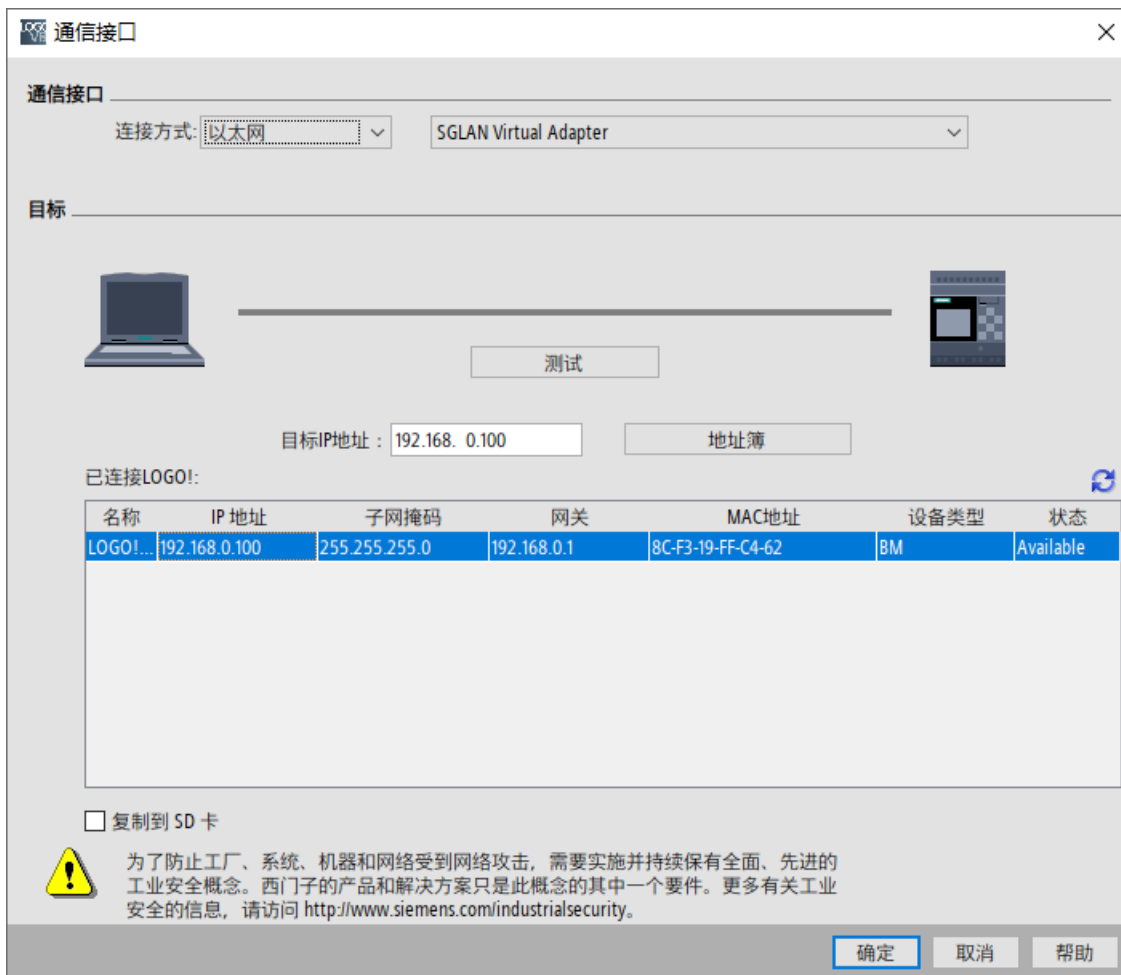 通信接口
通信接口
连接方式: 以太网 SGLAN Virtual Adapter
目标
测试
目标IP地址： 192.168. 0.100 地址簿
已连接LOGO!:
名称 IP 地址 子网掩码 网关 MAC地址 设备类型 状态
LOGO!... 192.168.0.100 255.255.255.0 192.168.0.1 8C-F3-19-FF-C4-62 BM Available
复制到 SD 卡
为了防止工厂、系统、机器和网络受到网络攻击，需要实施并持续保有全面、先进的
工业安全概念。西门子的产品和解决方案只是此概念的其中一个要件。更多有关工业
安全的信息，请访问 http://www.siemens.com/industrialsecurity。
确定 取消 帮助